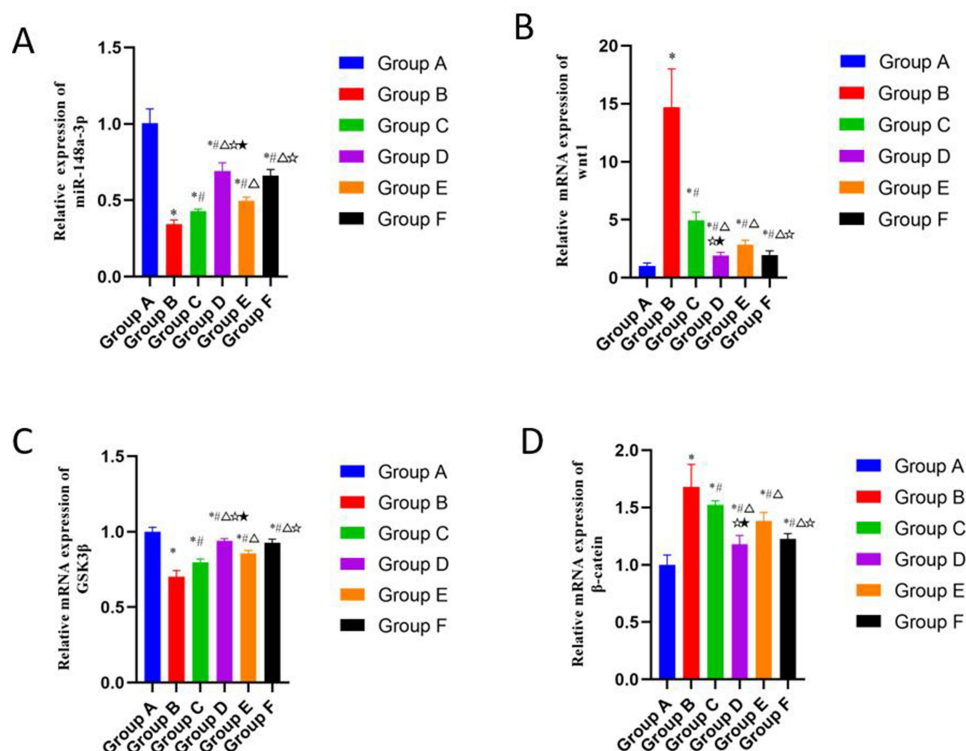 A
Relative expression of
miR-148a-3p
1.5
1.0
0.5
0.0
*
*#
*#△☆★
*#△
*#△☆
Group A
Group B
Group C
Group D
Group E
Group F
Group A
Group B
Group C
Group D
Group E
Group F
B
Relative mRNA expression of
wnt1
20
15
10
5
0
*
*#
*#△
☆★
*#△
*#△☆
Group A
Group B
Group C
Group D
Group E
Group F
Group A
Group B
Group C
Group D
Group E
Group F
C
Relative mRNA expression of
GSK3β
1.5
1.0
0.5
0.0
*
*#
*#△☆★
*#△
*#△☆
Group A
Group B
Group C
Group D
Group E
Group F
Group A
Group B
Group C
Group D
Group E
Group F
D
Relative mRNA expression of
β-catein
2.0
1.5
1.0
0.5
0.0
*
*#
*#△
☆★
*#△
*#△☆
Group A
Group B
Group C
Group D
Group E
Group F
Group A
Group B
Group C
Group D
Group E
Group F